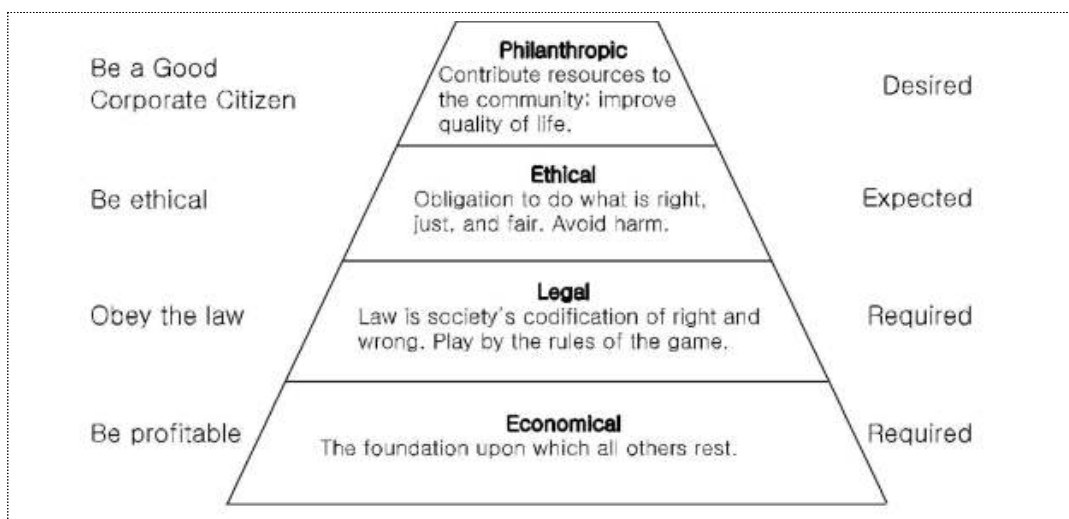 Philanthropic
Be a Good
Corporate Citizen
Contribute resources to
the community: improve
quality of life.
Desired
Ethical
Be ethical
Obligation to do what is right,
just, and fair. Avoid harm.
Expected
Legal
Obey the law
Law is society's codification of right and
wrong. Play by the rules of the game.
Required
Economical
Be profitable
The foundation upon which all others rest.
Required